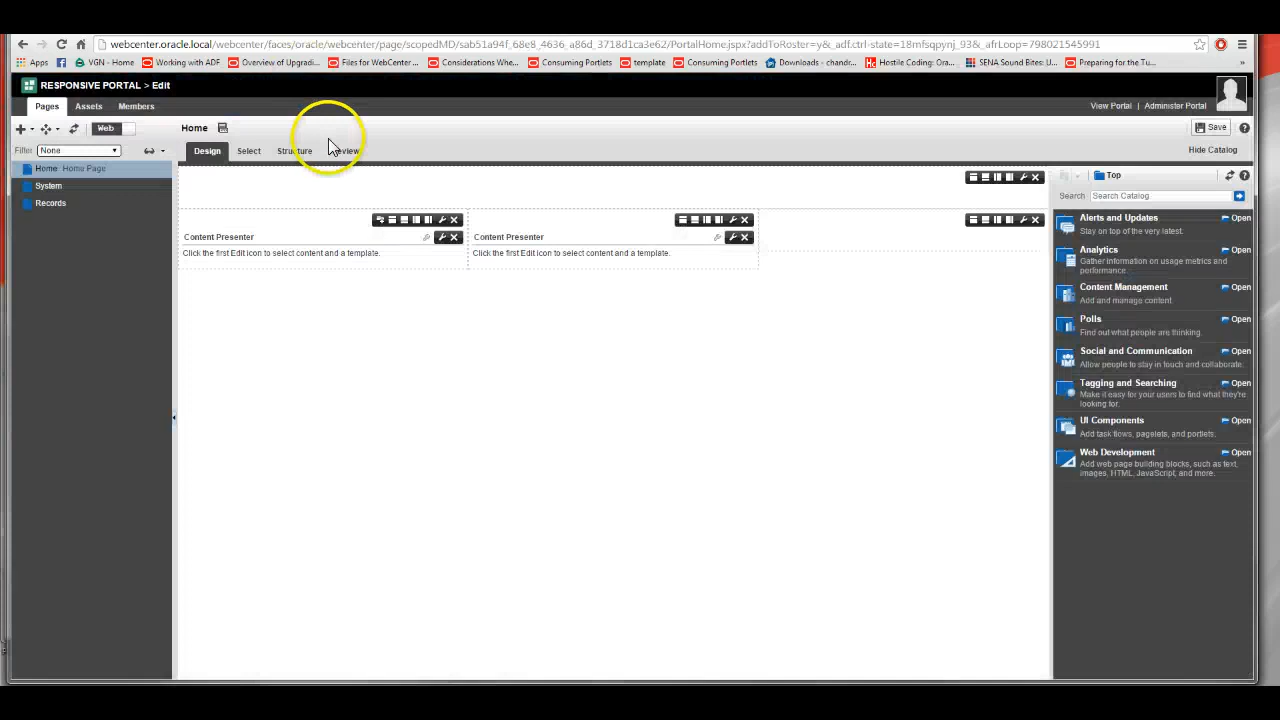 webcenter.oracle.local/webcenter/faces/oracle/webcenter/page/scopedMD/sab51a94f_68e8_4636_a86d_3718d1ca3e62/PortalHome.jspx?addToRoster=y&_adf.ctrl-state=18mfsqpynj_93&_afrLoop=798021545991
Apps VGN - Home Working with ADF Overview of Upgradi... Files for WebCenter ... Considerations Whe... Consuming Portlets template Consuming Portlets Downloads - chandr... Hostile Coding: Ora... SENA Sound Bites: U... Preparing for the Tu... »
RESPONSIVE PORTAL > Edit
Pages Assets Members View Portal Administer Portal
Web Home Save
Filter None Design Select Structure Hide Catalog
Home Home Page Top
System
Records Search Search Catalog
Alerts and Updates Open
Stay on top of the very latest.
Content Presenter Content Presenter
Click the first Edit icon to select content and a template. Click the first Edit icon to select content and a template.
Analytics Open
Gather information on usage metrics and
performance.
Content Management Open
Add and manage content.
Polls Open
Find out what people are thinking.
Social and Communication Open
Allow people to stay in touch and collaborate.
Tagging and Searching Open
Make it easy for your users to find what they're
looking for.
UI Components Open
Add task flows, pagelets, and portlets.
Web Development Open
Add web page building blocks, such as text,
images, HTML, JavaScript, and more.